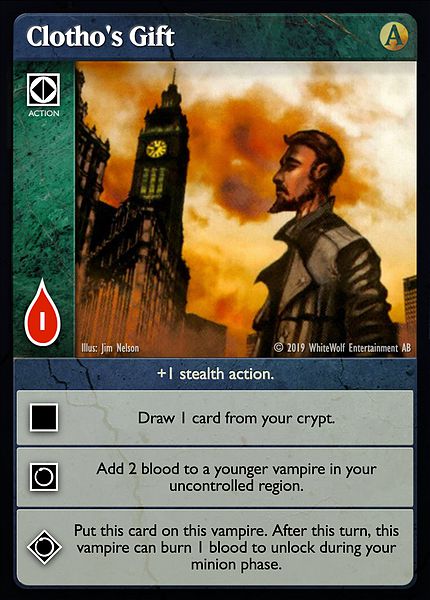 Clotho's Gift
A
ACTION
1
Illus: Jim Nelson
© 2019 WhiteWolf Entertainment AB
+1 stealth action.
Draw 1 card from your crypt.
Add 2 blood to a younger vampire in your
uncontrolled region.
Put this card on this vampire. After this turn, this
vampire can burn 1 blood to unlock during your
minion phase.